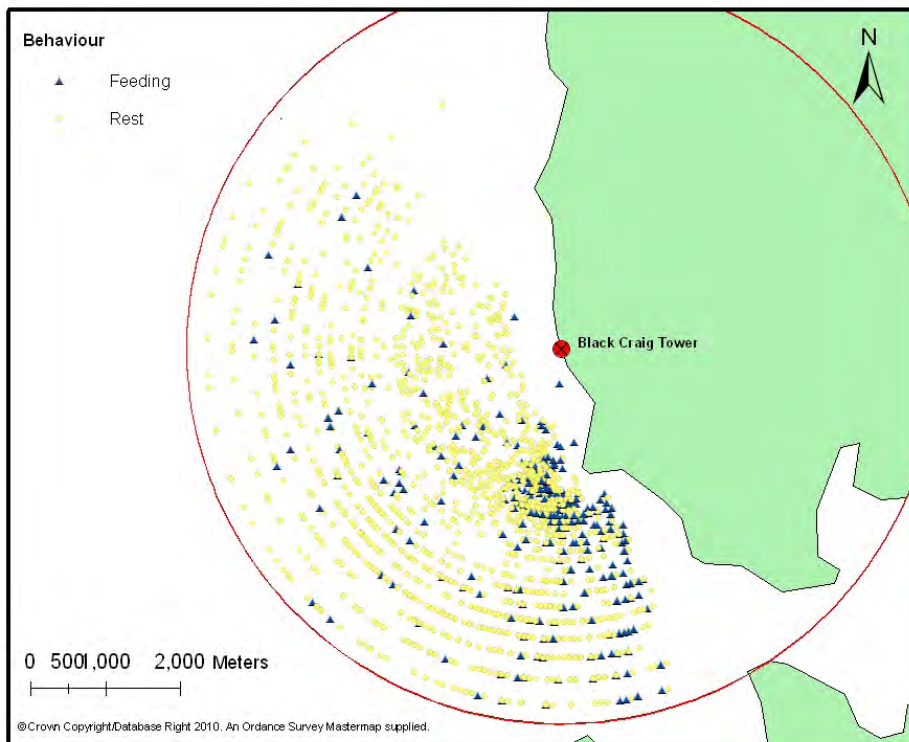 Behaviour
Feeding
Rest
N
Black Craig Tower
0 5001,000 2,000 Meters
©Crown Copyright/Database Right 2010. An Ordance Survey Mastermap supplied.